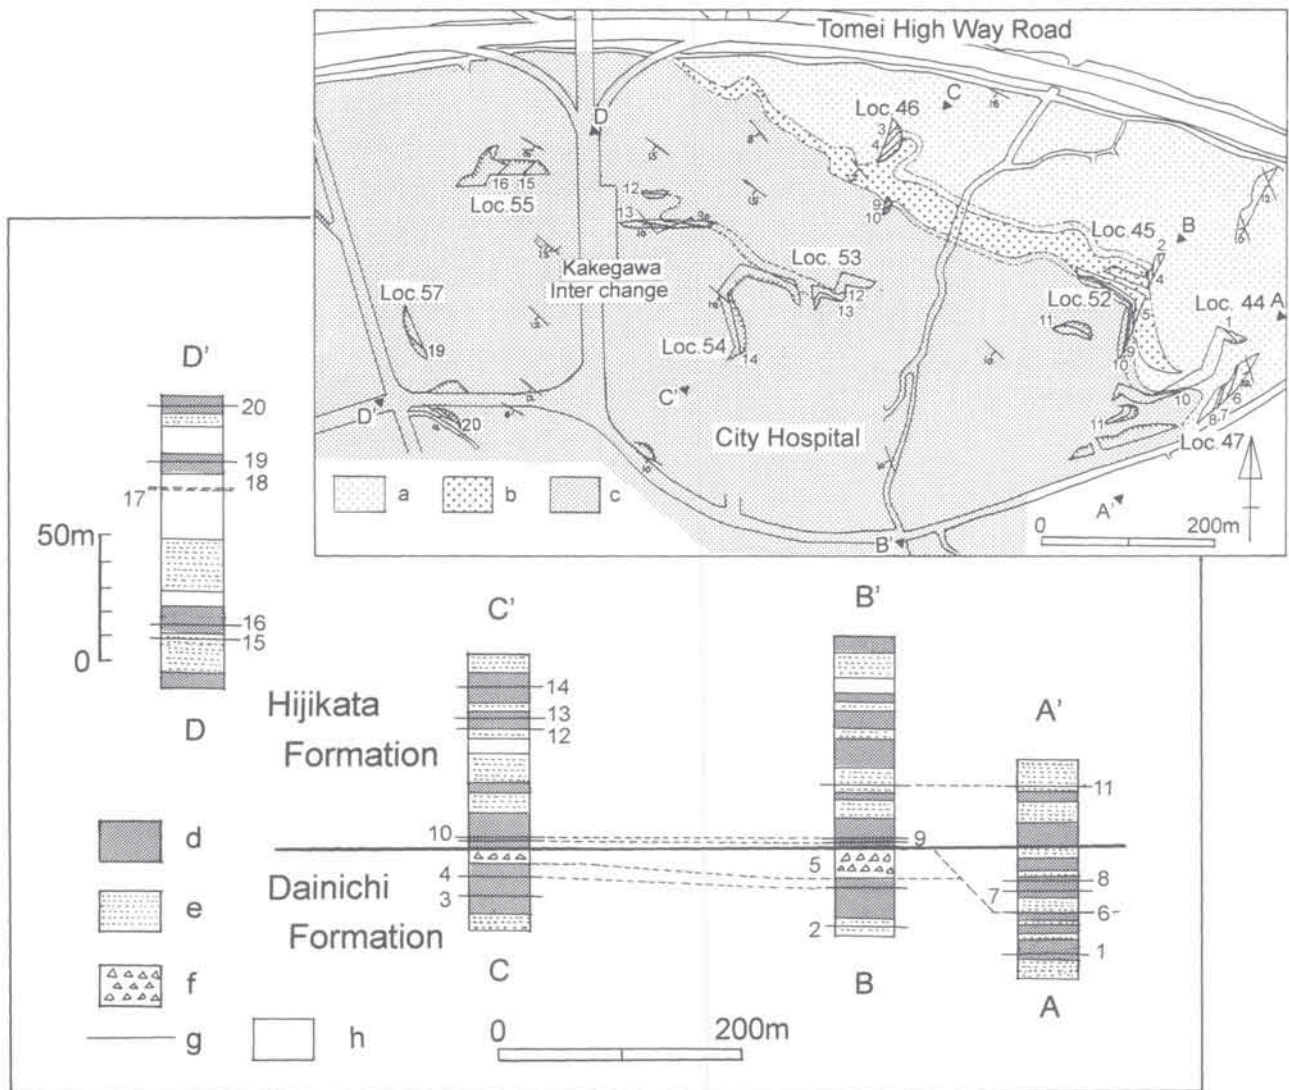 Tomei High Way Road
C
Loc.46
3
4
D
B
Loc.45
2
4
12
16 15
Loc.55
9
10
13
Kakegawa
Inter change
Loc. 53
12
13
Loc.52
5
11
9
10
Loc. 44
1
A
Loc.57
19
Loc.54
14
C'
D'
20
City Hospital
10
11
6
7
8
Loc.47
a
b
c
A'
B'
0
200m
D'
20
19
18
17
50m
16
15
0
D
C'
B'
A'
Hijikata
Formation
14
13
12
11
10
9
Dainichi
Formation
5
4
3
2
8
7
6
1
C
B
A
d
e
f
g
h
0
200m